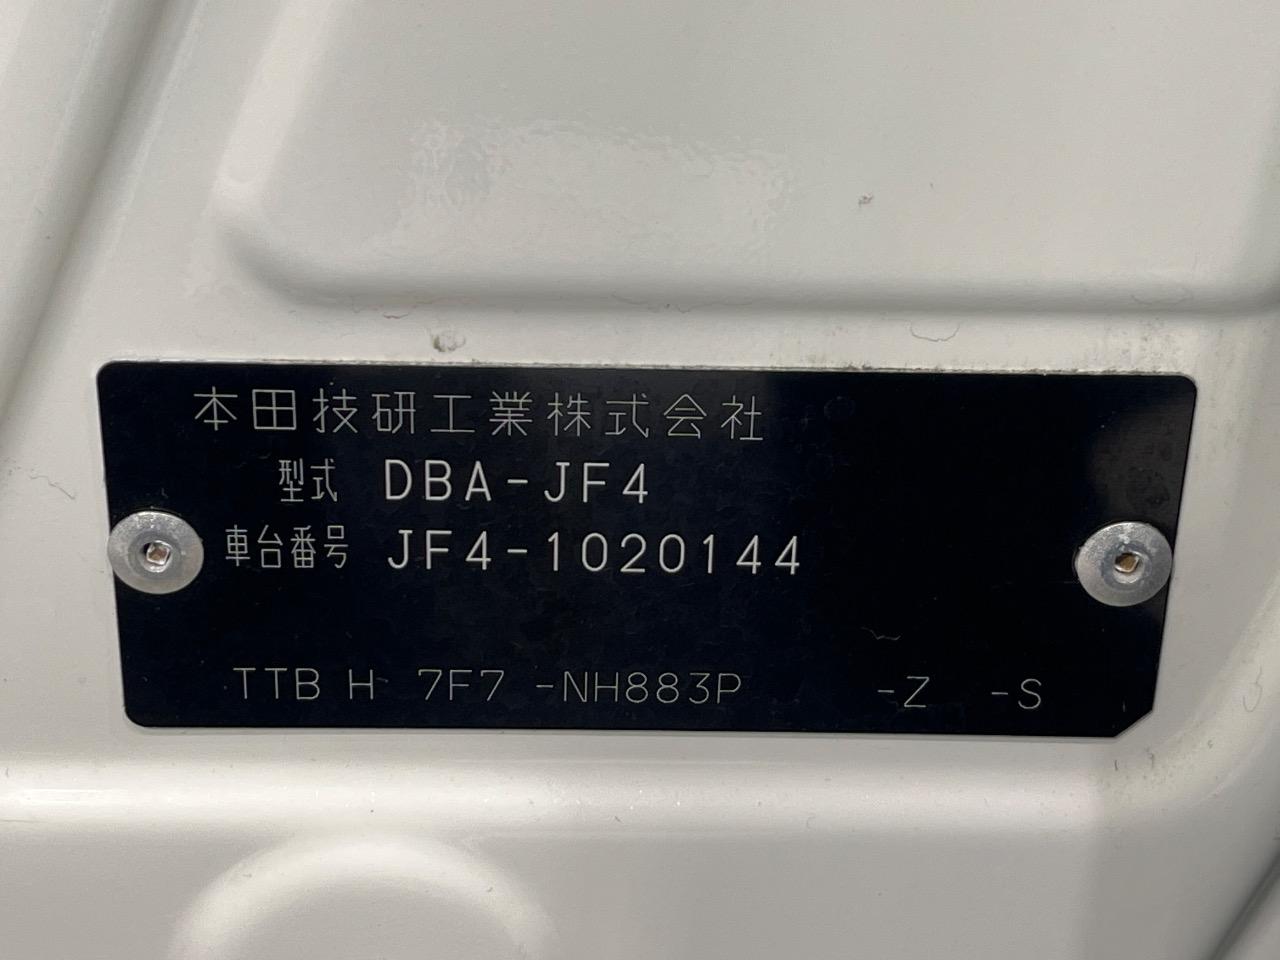 本田技研工業株式会社
型式 DBA-JF4
車台番号 JF4-1020144
TTB H 7F7 -NH883P -Z -S